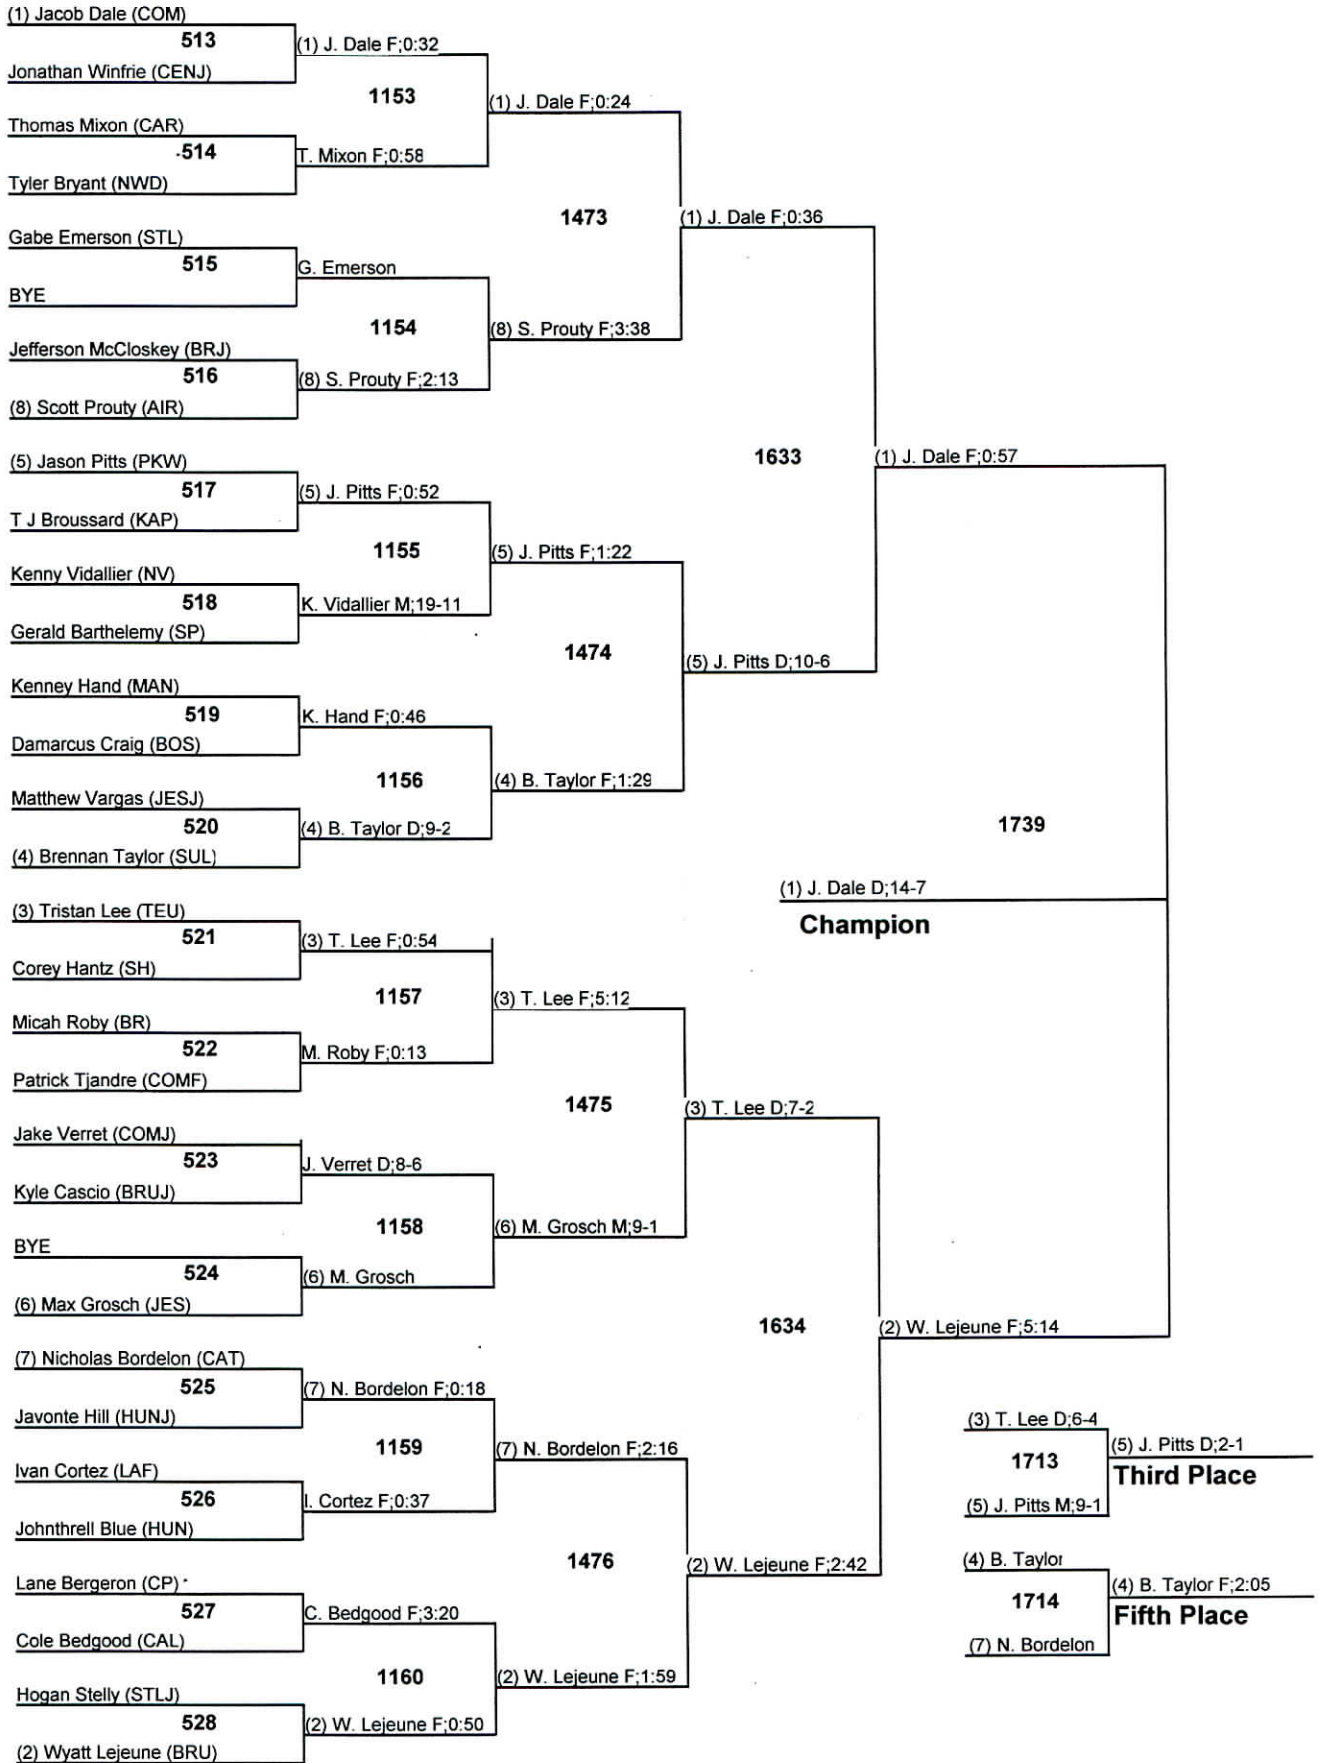 (1) Jacob Dale (COM)
513
(1) J. Dale F;0:32
Jonathan Winfrie (CENJ)
1153
(1) J. Dale F;0:24
Thomas Mixon (CAR)
514
T. Mixon F;0:58
Tyler Bryant (NWD)
1473
(1) J. Dale F;0:36
Gabe Emerson (STL)
515
G. Emerson
BYE
1154
(8) S. Prouty F;3:38
Jefferson McCloskey (BRJ)
516
(8) S. Prouty F;2:13
(8) Scott Prouty (AIR)
1633
(1) J. Dale F;0:57
(5) Jason Pitts (PKW)
517
(5) J. Pitts F;0:52
T J Broussard (KAP)
1155
(5) J. Pitts F;1:22
Kenny Vidallier (NV)
518
K. Vidallier M;19-11
Gerald Barthelemy (SP)
1474
(5) J. Pitts D;10-6
Kenney Hand (MAN)
519
K. Hand F;0:46
Damarcus Craig (BOS)
1156
(4) B. Taylor F;1:29
Matthew Vargas (JESJ)
520
(4) B. Taylor D;9-2
(4) Brennan Taylor (SUL)
1739
(1) J. Dale D;14-7
Champion
(3) Tristan Lee (TEU)
521
(3) T. Lee F;0:54
Corey Hantz (SH)
1157
(3) T. Lee F;5:12
Micah Roby (BR)
522
M. Roby F;0:13
Patrick Tjandre (COMF)
1475
(3) T. Lee D;7-2
Jake Verret (COMJ)
523
J. Verret D;8-6
Kyle Cascio (BRUJ)
1158
(6) M. Grosch M;9-1
BYE
524
(6) M. Grosch
(6) Max Grosch (JES)
1634
(2) W. Lejeune F;5:14
(7) Nicholas Bordelon (CAT)
525
(7) N. Bordelon F;0:18
Javonte Hill (HUNJ)
1159
(7) N. Bordelon F;2:16
Ivan Cortez (LAF)
526
I. Cortez F;0:37
Johnthrell Blue (HUN)
1476
(2) W. Lejeune F;2:42
Lane Bergeron (CP)
527
C. Bedgood F;3:20
Cole Bedgood (CAL)
1160
(2) W. Lejeune F;1:59
Hogan Stelly (STLJ)
528
(2) W. Lejeune F;0:50
(2) Wyatt Lejeune (BRU)
(3) T. Lee D;6-4
1713
(5) J. Pitts D;2-1
Third Place
(5) J. Pitts M;9-1
(4) B. Taylor
1714
(4) B. Taylor F;2:05
Fifth Place
(7) N. Bordelon